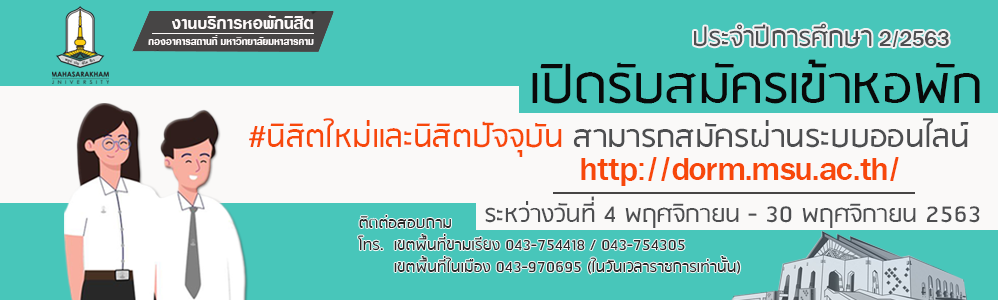 MAHASARAKHAM
UNIVERSITY
งานบริการหอพักนิสิต
กองอาคารสถานที่ มหาวิทยาลัยมหาสารคาม
ประจำปีการศึกษา 2/2563
เปิดรับสมัครเข้าหอพัก
#นิสิตใหม่และนิสิตปัจจุบัน สามารถสมัครผ่านระบบออนไลน์
http://dorm.msu.ac.th/
ระหว่างวันที่ 4 พฤศจิกายน - 30 พฤศจิกายน 2563
ติดต่อสอบถาม
โทร. เขตพื้นที่ขามเรียง 043-754418 / 043-754305
เขตพื้นที่ในเมือง 043-970695 (ในวันเวลาราชการเท่านั้น)